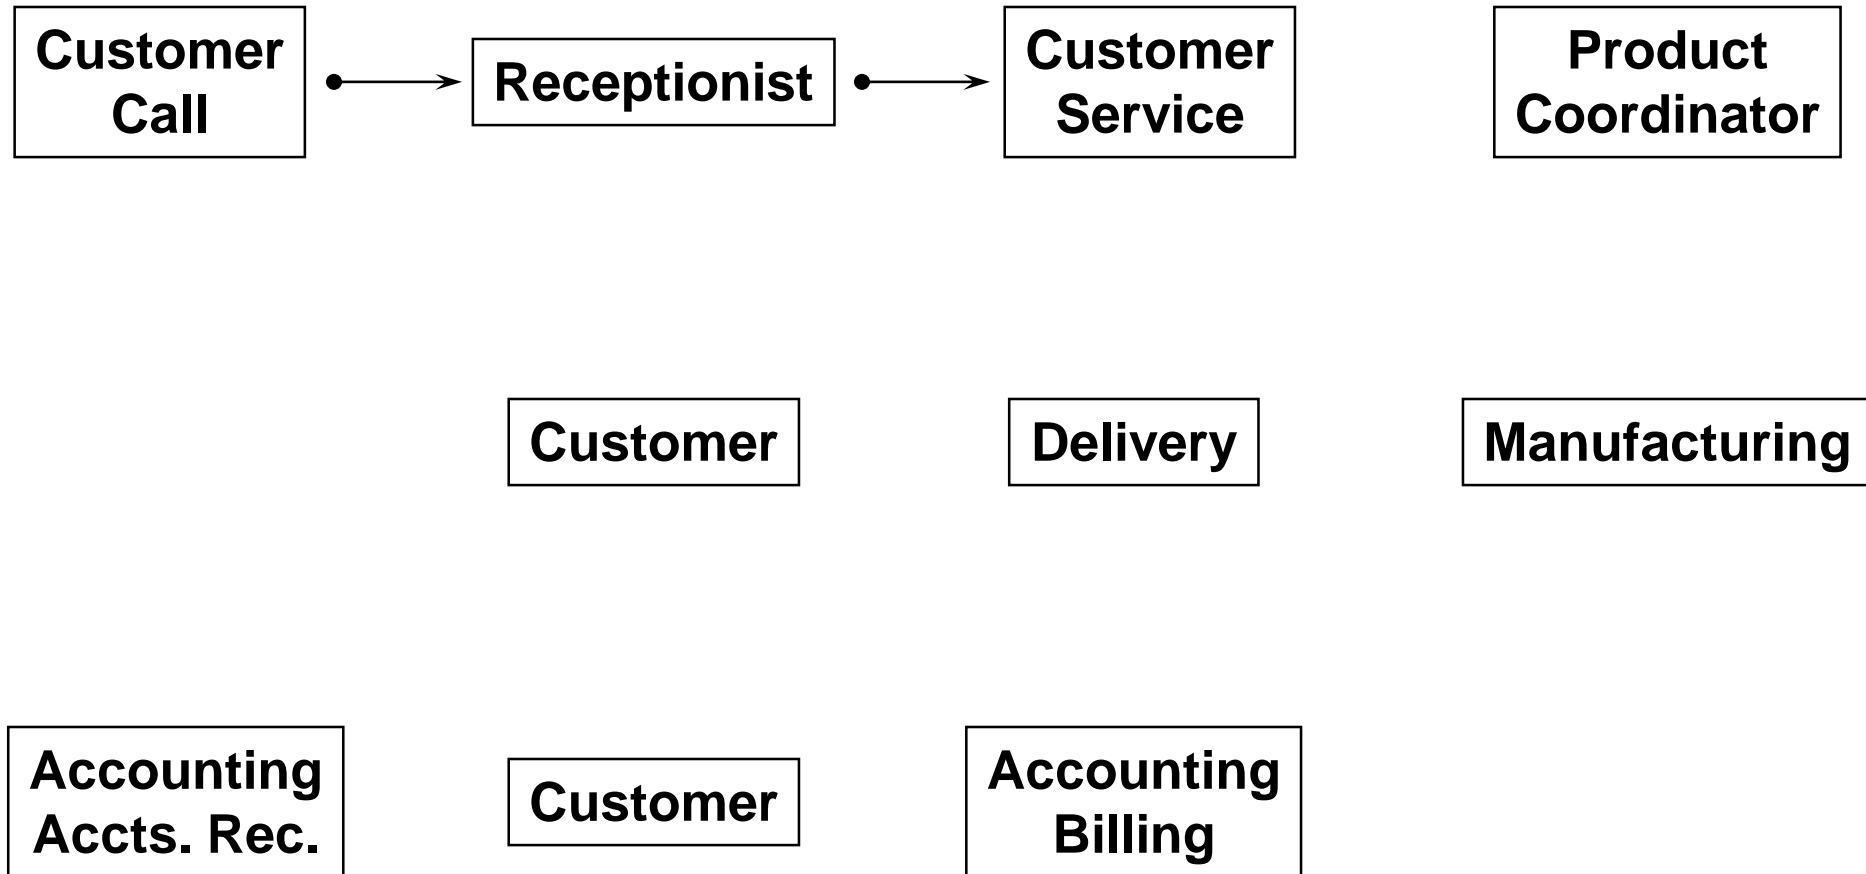 Customer
Call
Receptionist
Customer
Service
Product
Coordinator
Customer
Delivery
Manufacturing
Accounting
Accts. Rec.
Customer
Accounting
Billing